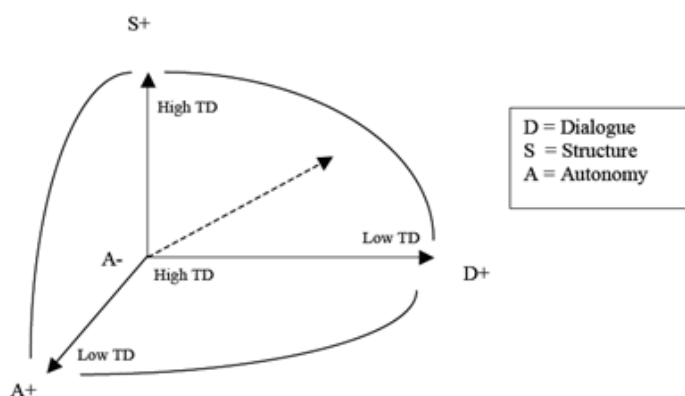 S+
High TD
D = Dialogue
S = Structure
A = Autonomy
Low TD
A-
High TD
D+
Low TD
A+